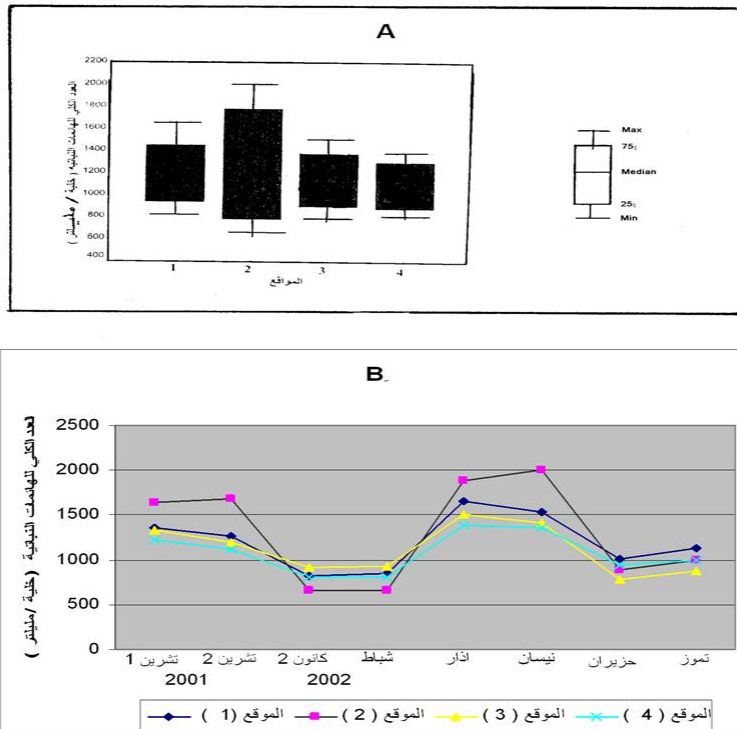 A
العدد الكلي للهائمات النباتية (خلية / مليلتر)
2200
2000
1800
1600
1400
1200
1000
800
600
400
1 2 3 4
المواقع
Max
75%
Median
25%
Min
B
العدد الكلي للهائمات النباتية (خلية /مليلتر)
2500
2000
1500
1000
500
0
تشرين 1 تشرين 2 كانون 2 شباط اذار نيسان حزيران تموز
2001 2002
الموقع (1) الموقع (2) الموقع (3) الموقع (4)